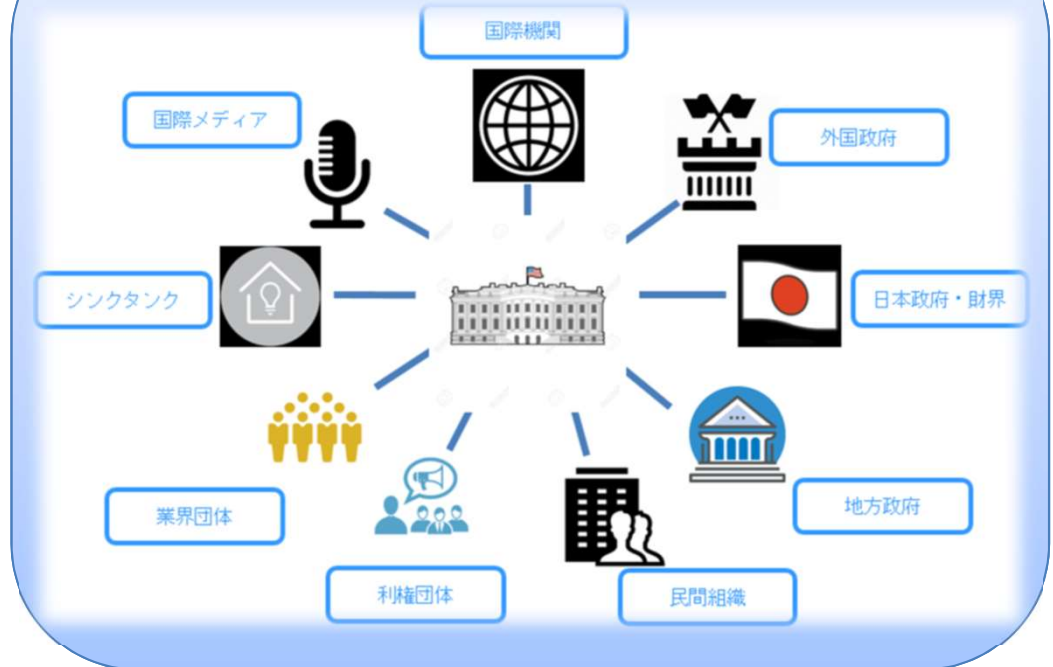 国際機関
国際メディア
外国政府
シンクタンク
日本政府・財界
業界団体
地方政府
利権団体
民間組織